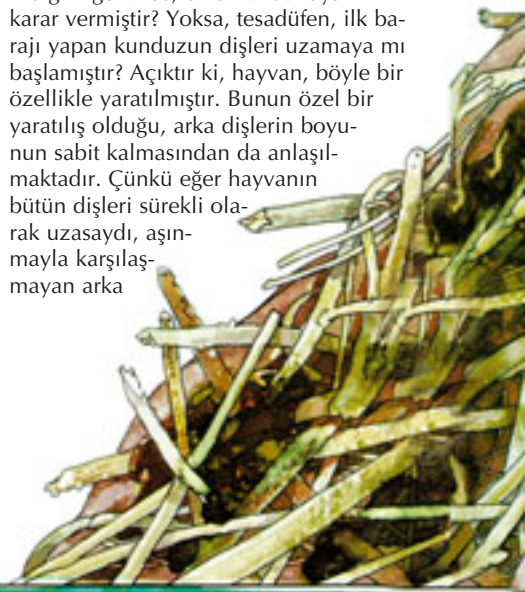 karar vermiştir? Yoksa, tesadüfen, ilk ba-
rajı yapan kunduzun dişleri uzamaya mı
başlamıştır? Açıktır ki, hayvan, böyle bir
özellikle yaratılmıştır. Bunun özel bir
yaratılış olduğu, arka dişlerin boyu-
nun sabit kalmasından da anlaşıl-
maktadır. Çünkü eğer hayvanın
bütün dişleri sürekli ola-
rak uzasaydı, aşın-
mayla karşılaş-
mayan arka